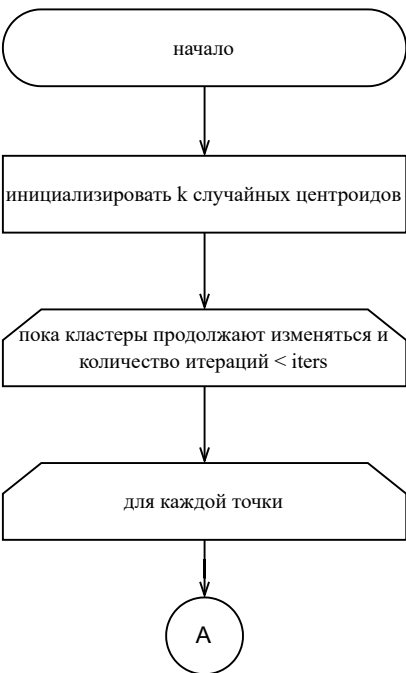 начало
инициализировать k случайных центроидов
пока кластеры продолжают изменяться и
количество итераций < iters
для каждой точки
A